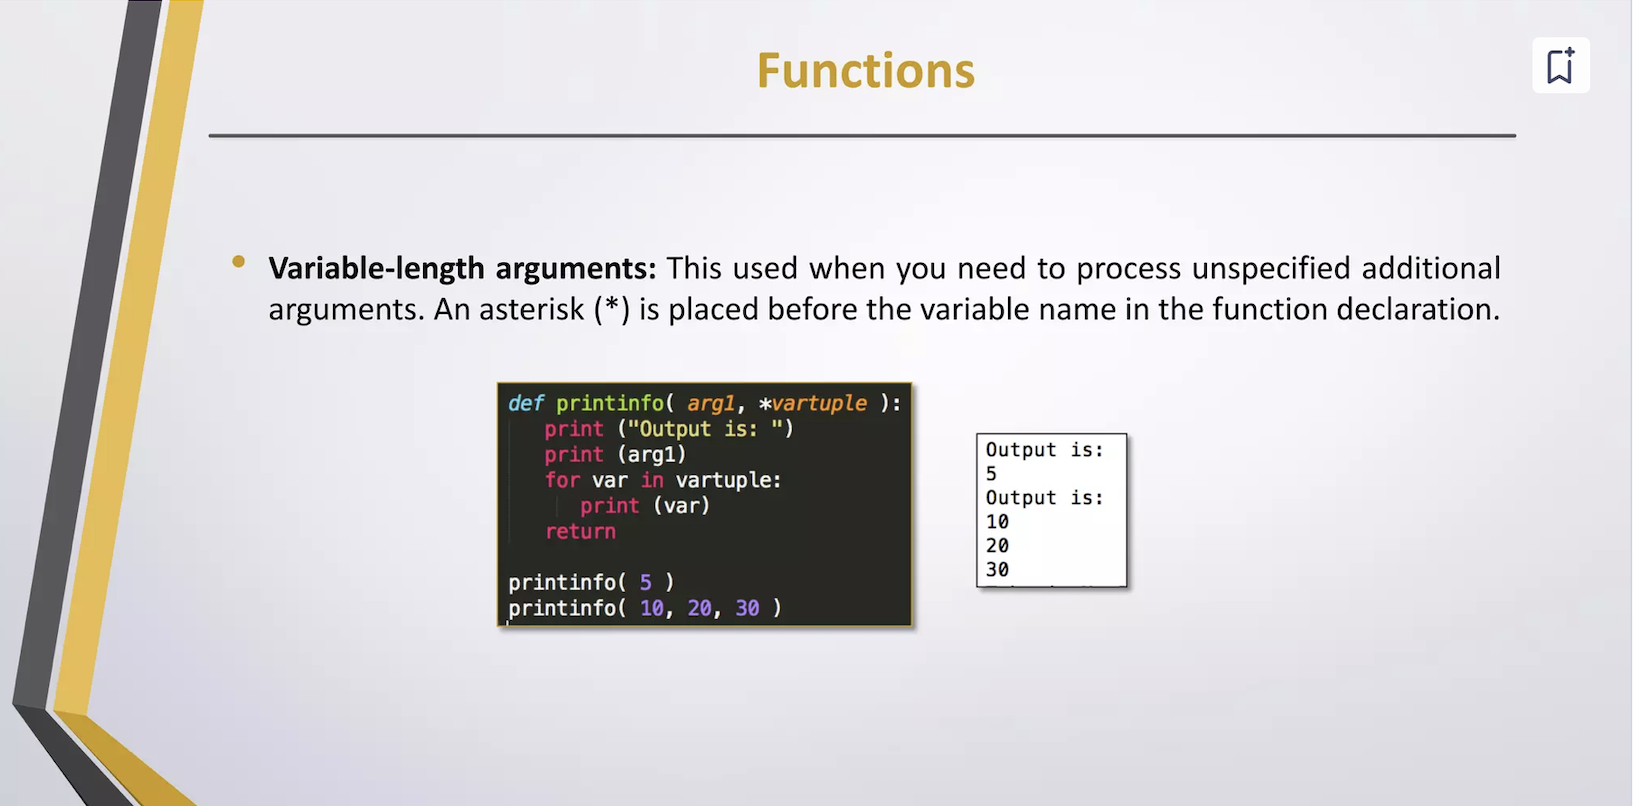 Functions
• Variable-length arguments: This used when you need to process unspecified additional
arguments. An asterisk (*) is placed before the variable name in the function declaration.
def printinfo( arg1, *vartuple ):
print ("Output is: ")
print (arg1)
for var in vartuple:
print (var)
return
printinfo( 5 )
printinfo( 10, 20, 30 )
Output is:
5
Output is:
10
20
30